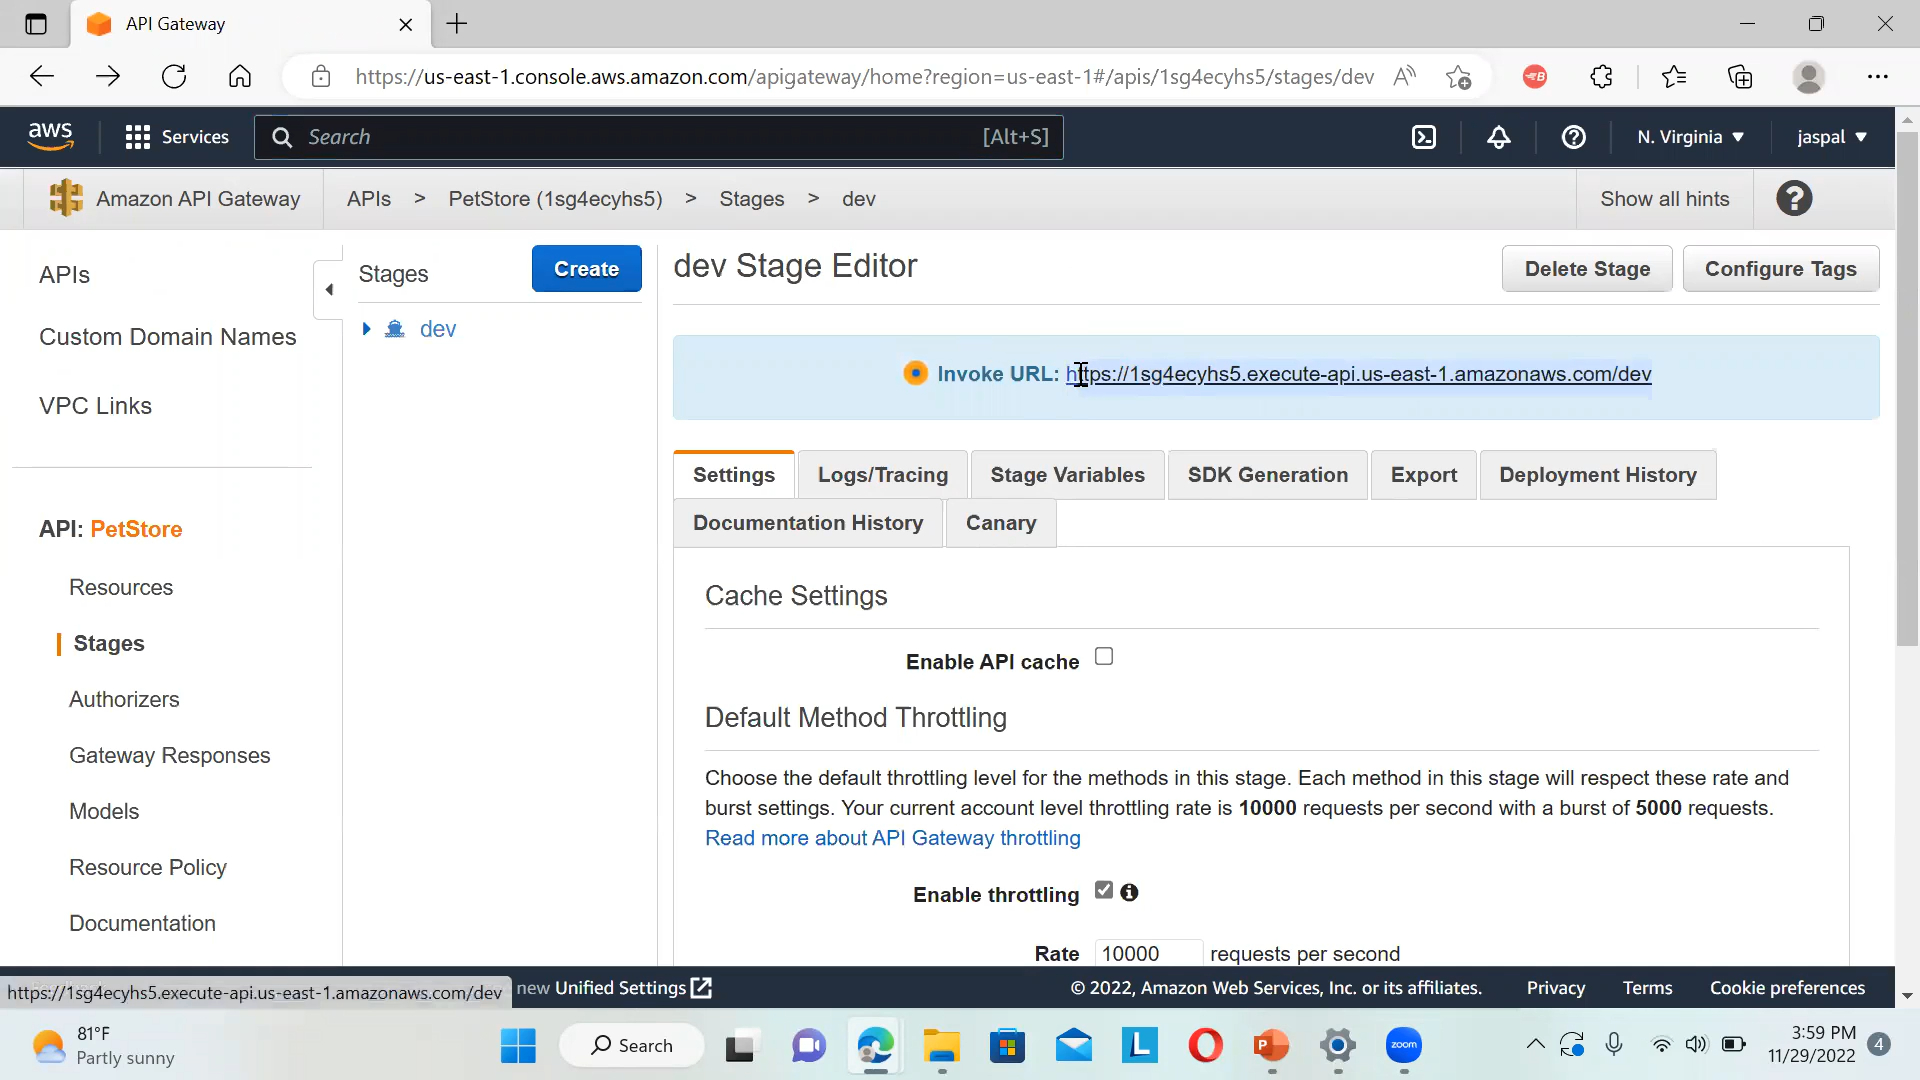 API Gateway
https://us-east-1.console.aws.amazon.com/apigateway/home?region=us-east-1#/apis/1sg4ecyhs5/stages/dev
aws
Services
Search
[Alt+S]
N. Virginia
jaspal
Amazon API Gateway
APIs > PetStore (1sg4ecyhs5) > Stages > dev
Show all hints
APIs
Custom Domain Names
VPC Links
API: PetStore
Resources
Stages
Authorizers
Gateway Responses
Models
Resource Policy
Documentation
Stages
Create
dev
dev Stage Editor
Delete Stage
Configure Tags
Invoke URL: https://1sg4ecyhs5.execute-api.us-east-1.amazonaws.com/dev
Settings
Logs/Tracing
Stage Variables
SDK Generation
Export
Deployment History
Documentation History
Canary
Cache Settings
Enable API cache
Default Method Throttling
Choose the default throttling level for the methods in this stage. Each method in this stage will respect these rate and
burst settings. Your current account level throttling rate is 10000 requests per second with a burst of 5000 requests.
Read more about API Gateway throttling
Enable throttling
Rate 10000 requests per second
https://1sg4ecyhs5.execute-api.us-east-1.amazonaws.com/dev
new Unified Settings
© 2022, Amazon Web Services, Inc. or its affiliates.
Privacy
Terms
Cookie preferences
81°F
Partly sunny
Search
L
zoom
3:59 PM
11/29/2022
4